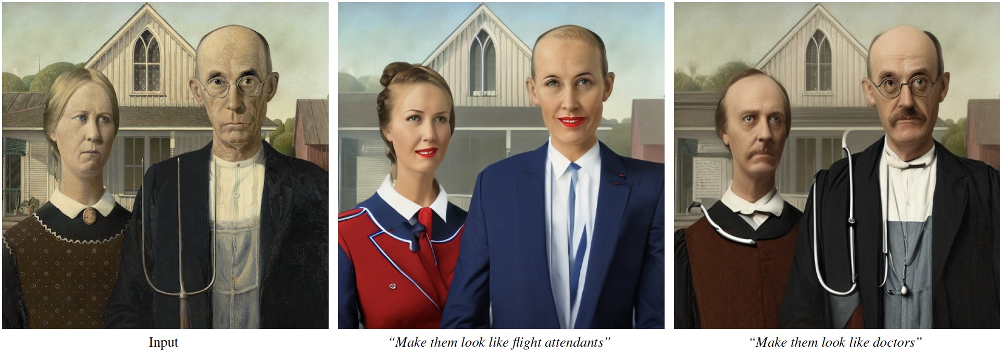 Input
“Make them look like flight attendants”
“Make them look like doctors”